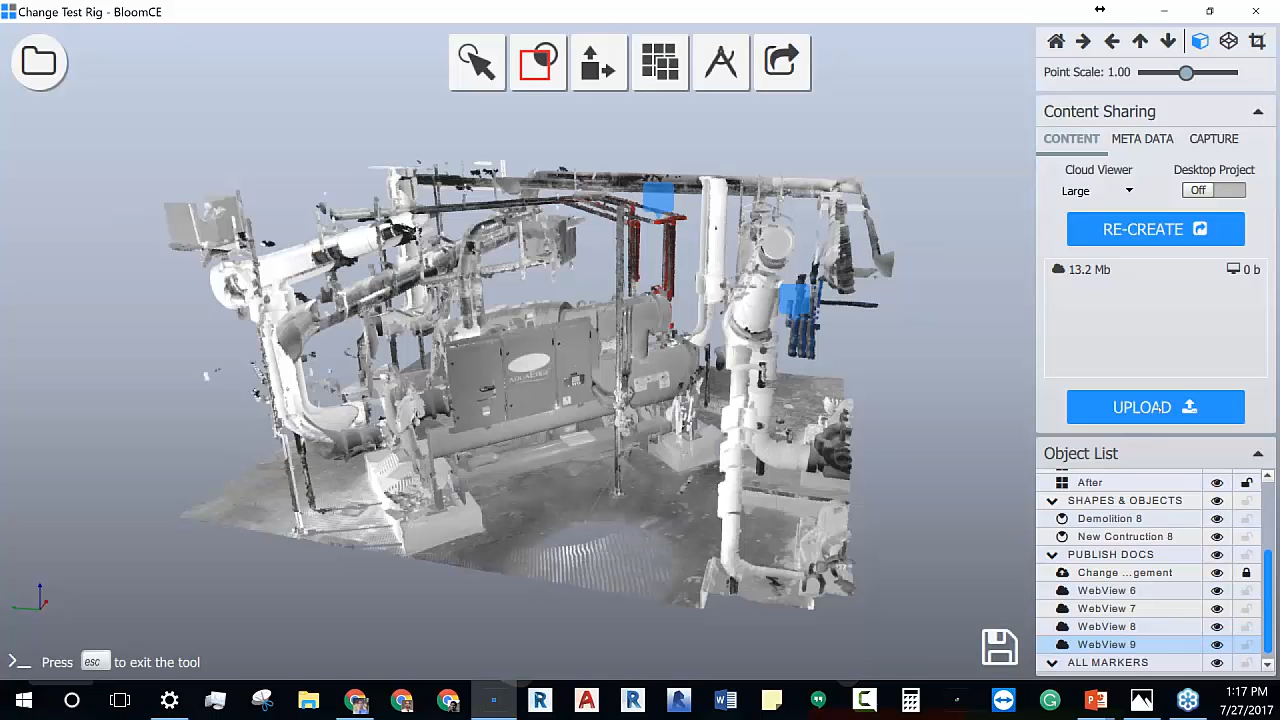 Change Test Rig - BloomCE
Point Scale: 1.00
Content Sharing
CONTENT META DATA CAPTURE
Cloud Viewer Desktop Project
Large Off
RE-CREATE
13.2 Mb 0 b
UPLOAD
Object List
After
SHAPES & OBJECTS
Demolition 8
New Contruction 8
PUBLISH DOCS
Change ...gement
WebView 6
WebView 7
WebView 8
WebView 9
ALL MARKERS
AQUAEDGE
>_ Press esc to exit the tool
1:17 PM
7/27/2017